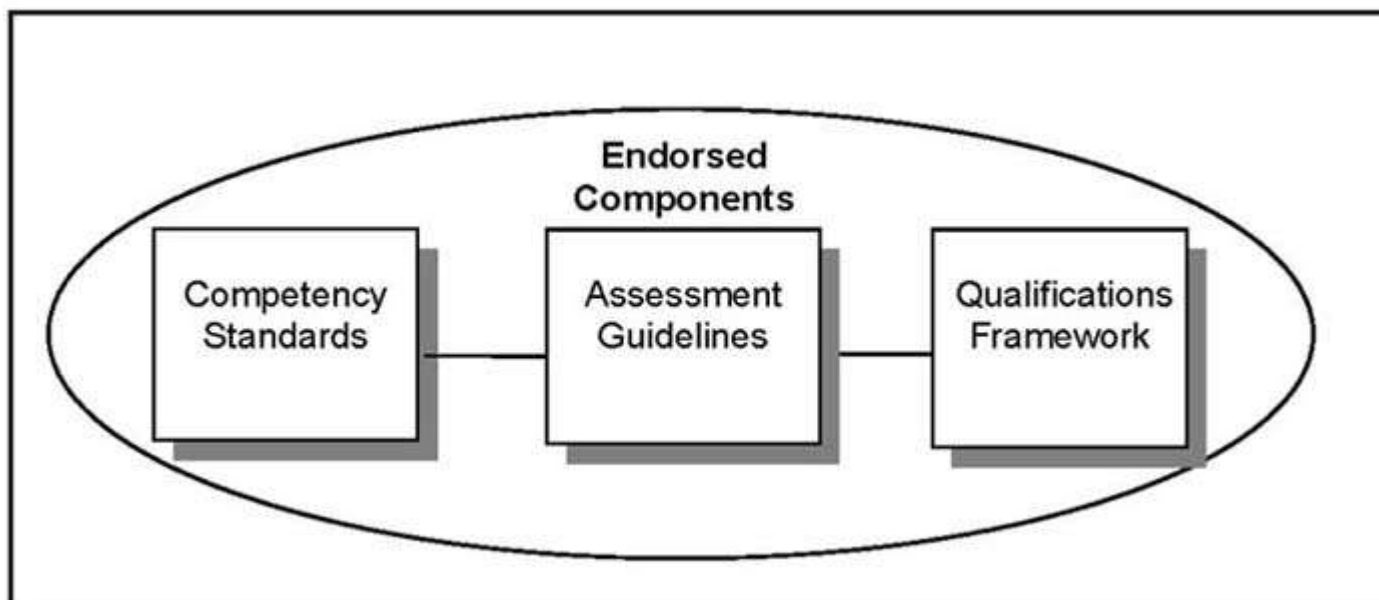 Endorsed
Components
Competency
Standards
Assessment
Guidelines
Qualifications
Framework